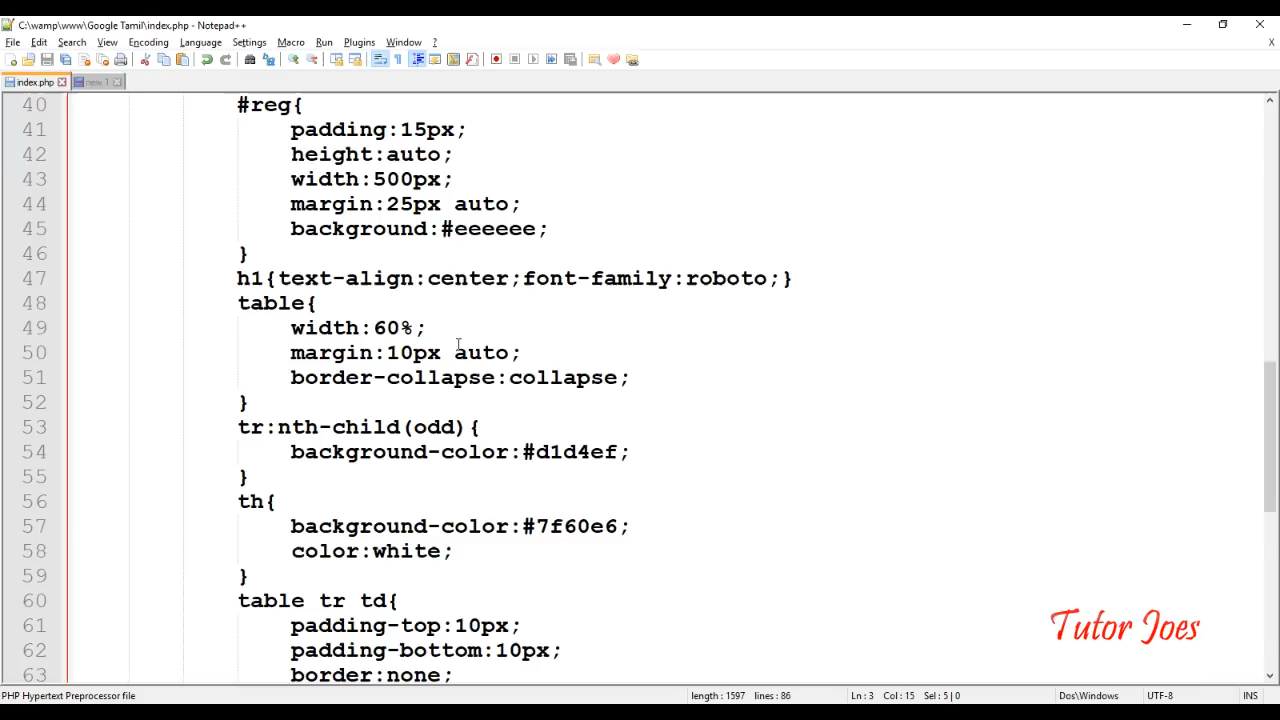 C:\wamp\www\Google Tamil\index.php - Notepad++
File Edit Search View Encoding Language Settings Macro Run Plugins Window ?
X
index.php new 1
40 #reg{
41 padding:15px;
42 height:auto;
43 width:500px;
44 margin:25px auto;
45 background:#eeeeee;
46 }
47 h1{text-align:center;font-family:roboto;}
48 table{
49 width:60%;
50 margin:10px auto;
51 border-collapse:collapse;
52 }
53 tr:nth-child(odd){
54 background-color:#d1d4ef;
55 }
56 th{
57 background-color:#7f60e6;
58 color:white;
59 }
60 table tr td{
61 padding-top:10px;
62 padding-bottom:10px;
63 border:none;
Tutor Joes
PHP Hypertext Preprocessor file length : 1597 lines : 86 Ln : 3 Col : 15 Sel : 5 | 0 Dos\Windows UTF-8 INS